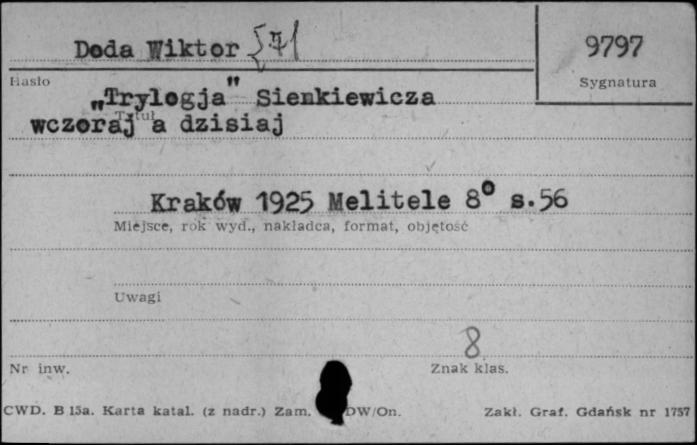 Doda Wiktor
9797
Hasło
Sygnatura
„Trylogja" Sienkiewicza
Tytuł
wczoraj a dzisiaj
Kraków 1925 Melitele 8° s.56
Miejsce, rok wyd., nakładca, format, objętość
Uwagi
8
Nr inw.
Znak klas.
CWD. B 15a. Karta katal. (z nadr.) Zam. DW/On.
Zakł. Graf. Gdańsk nr 1757